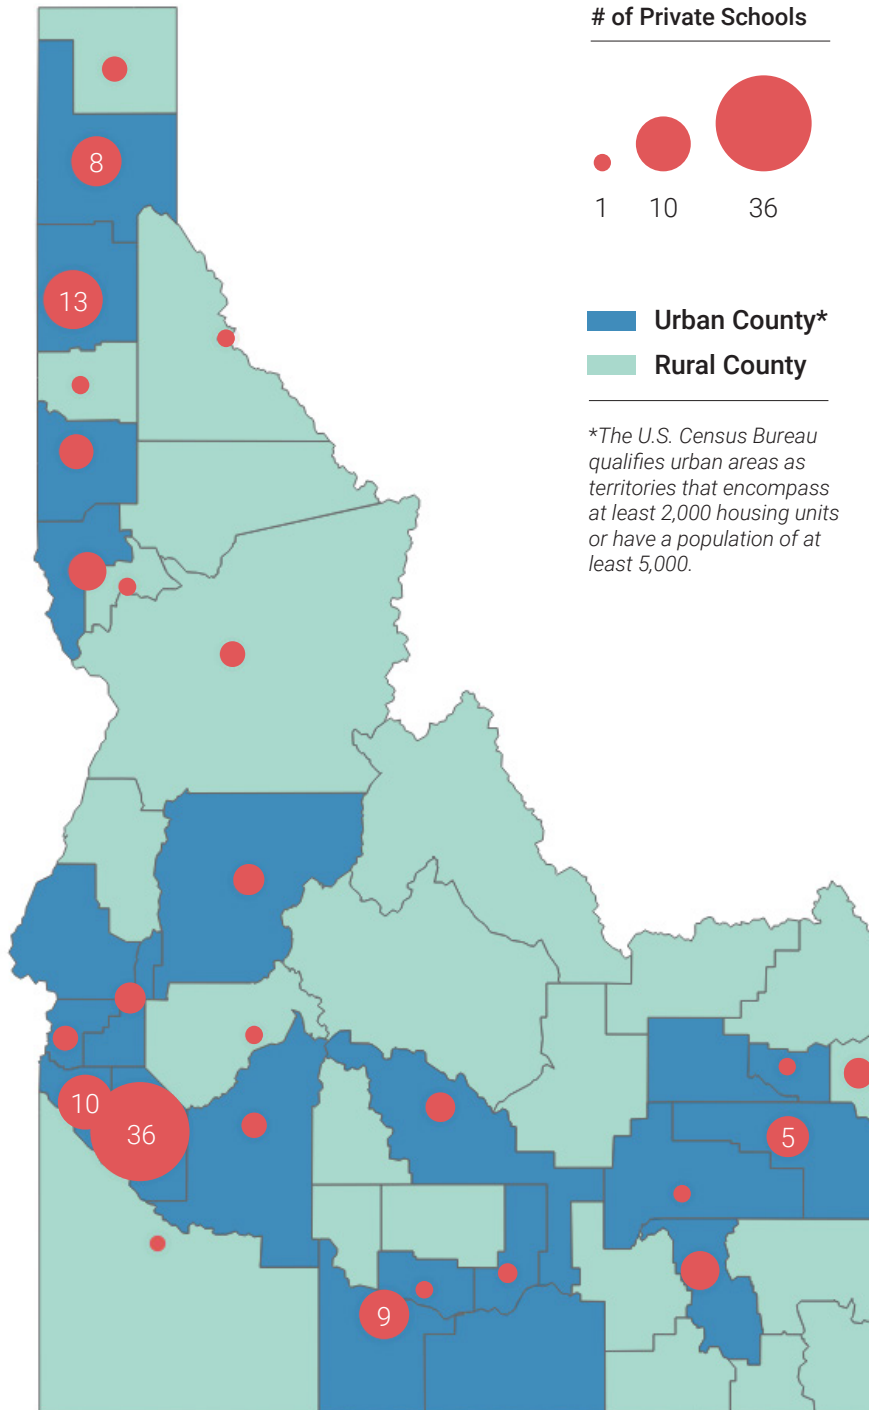 # of Private Schools
1 10 36
Urban County*
Rural County
*The U.S. Census Bureau
qualifies urban areas as
territories that encompass
at least 2,000 housing units
or have a population of at
least 5,000.
8
13
10
36
5
9